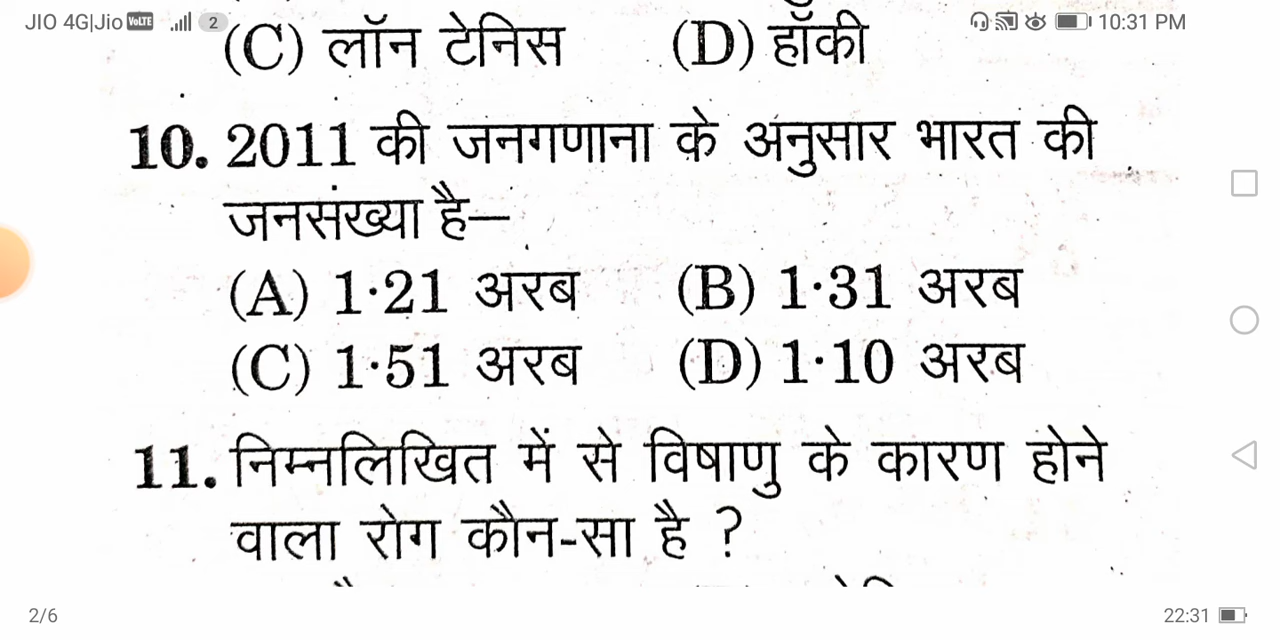 JIO 4G|Jio VoLTE 2 10:31 PM
(C) लॉन टेनिस (D) हॉकी
10. 2011 की जनगणाना के अनुसार भारत की
जनसंख्या है—
(A) 1·21 अरब (B) 1·31 अरब
(C) 1·51 अरब (D) 1·10 अरब
11. निम्नलिखित में से विषाणु के कारण होने
वाला रोग कौन-सा है ?
2/6 22:31